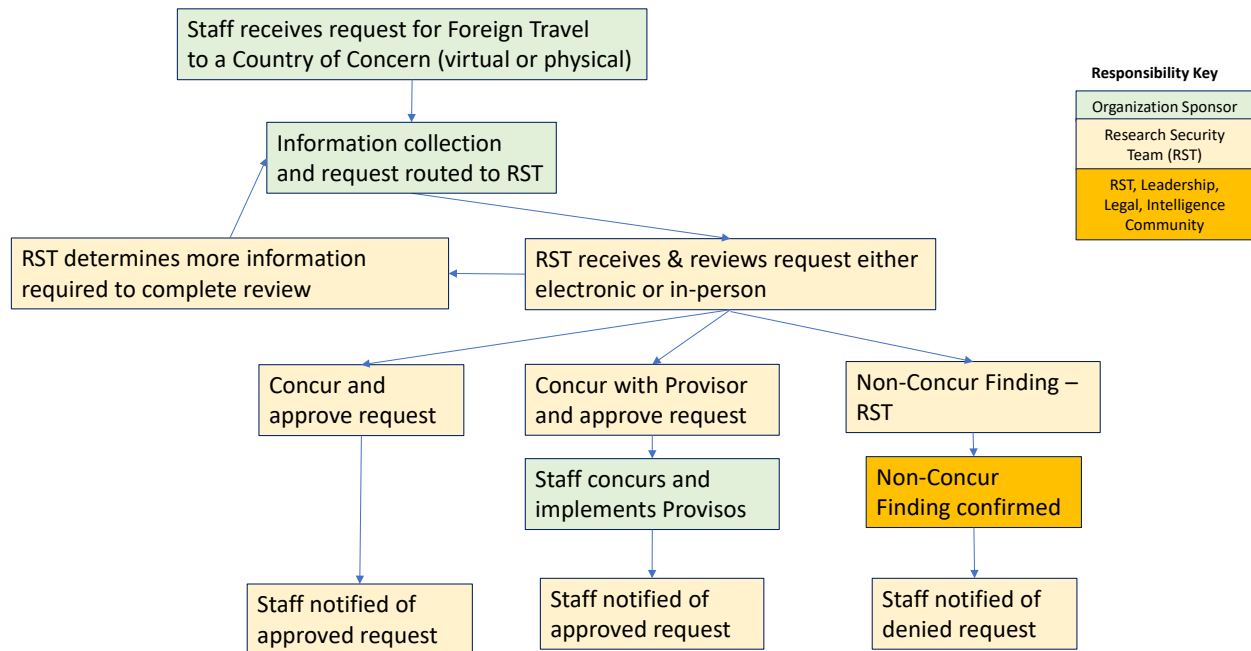 Staff receives request for Foreign Travel
to a Country of Concern (virtual or physical)
Responsibility Key
Organization Sponsor
Research Security
Team (RST)
RST, Leadership,
Legal, Intelligence
Community
Information collection
and request routed to RST
RST determines more information
required to complete review
RST receives & reviews request either
electronic or in-person
Concur and
approve request
Concur with Provisor
and approve request
Non-Concur Finding –
RST
Staff concurs and
implements Provisos
Non-Concur
Finding confirmed
Staff notified of
approved request
Staff notified of
approved request
Staff notified of
denied request